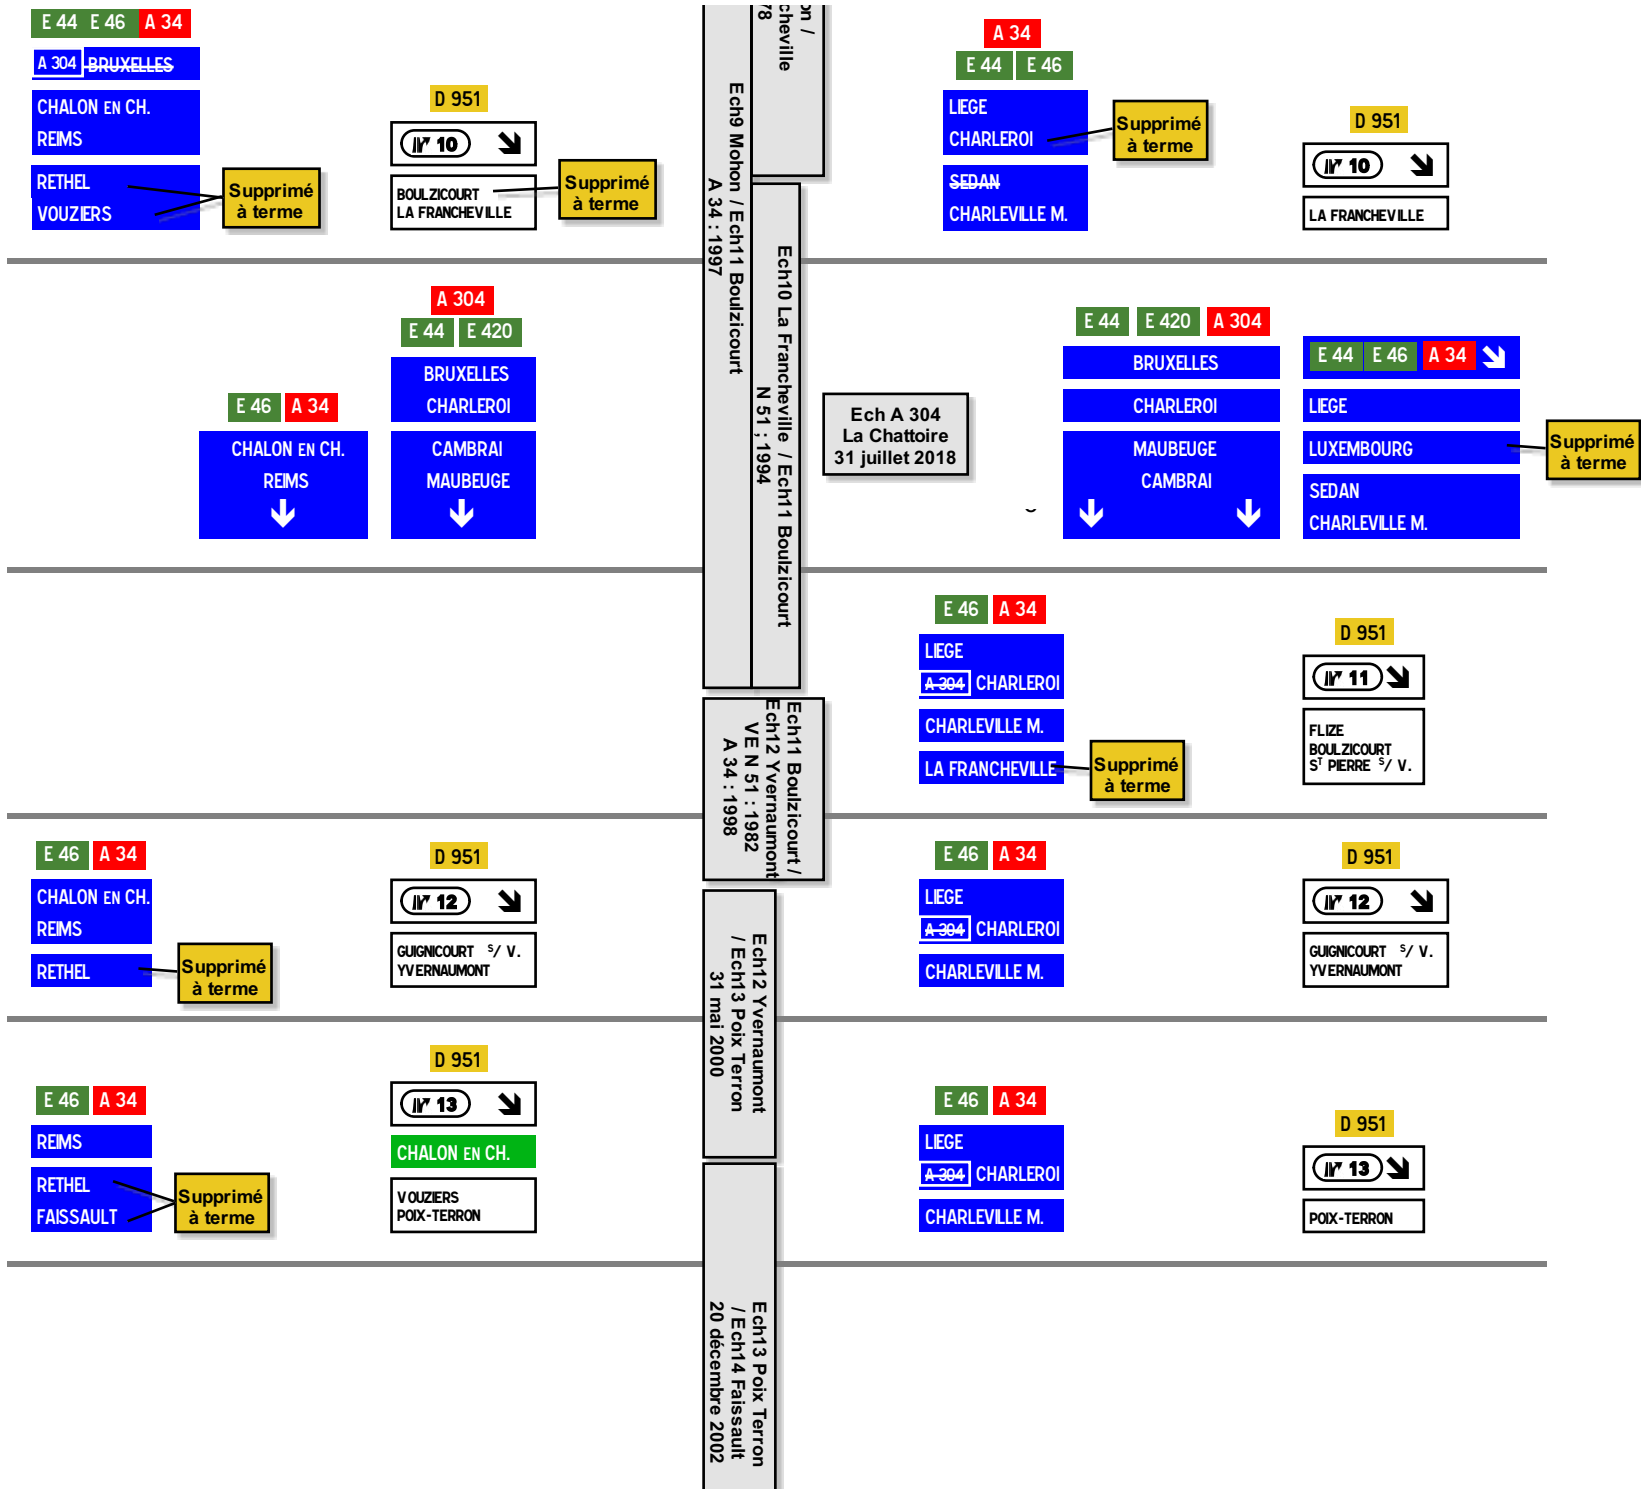 E 44 E 46 A 34
A 304 BRUXELLES
CHALON EN CH.
REIMS
RETHEL
VOUZIERS
Supprimé
à terme
D 951
10
BOULZICOURT
LA FRANCHEVILLE
Supprimé
à terme
on /
cheville
78
Ech9 Mohon / Ech11 Boulzicourt
A 34 : 1997
A 34
E 44 E 46
LIEGE
CHARLEROI
SEDAN
CHARLEVILLE M.
Supprimé
à terme
D 951
10
LA FRANCHEVILLE
E 46 A 34
CHALON EN CH.
REIMS
A 304
E 44 E 420
BRUXELLES
CHARLEROI
CAMBRAI
MAUBEUGE
Ech10 La Francheville / Ech11 Boulzicourt
N 51 ; 1994
Ech A 304
La Chattoire
31 juillet 2018
E 44 E 420 A 304
BRUXELLES
CHARLEROI
MAUBEUGE
CAMBRAI
E 44 E 46 A 34
LIEGE
LUXEMBOURG
SEDAN
CHARLEVILLE M.
Supprimé
à terme
E 46 A 34
LIEGE
A 304 CHARLEROI
CHARLEVILLE M.
LA FRANCHEVILLE
Supprimé
à terme
D 951
11
FLIZE
BOULZICOURT
ST PIERRE S/ V.
Ech11 Boulzicourt /
Ech12 Yvernaumont
VE N 51 : 1982
A 34 : 1998
E 46 A 34
CHALON EN CH.
REIMS
RETHEL
Supprimé
à terme
D 951
12
GUIGNICOURT S/ V.
YVERNAUMONT
Ech12 Yvernaumont
/ Ech13 Poix Terron
31 mai 2000
E 46 A 34
LIEGE
A 304 CHARLEROI
CHARLEVILLE M.
D 951
12
GUIGNICOURT S/ V.
YVERNAUMONT
E 46 A 34
REIMS
RETHEL
FAISSAULT
Supprimé
à terme
D 951
13
CHALON EN CH.
VOUZIERS
POIX-TERRON
E 46 A 34
LIEGE
A 304 CHARLEROI
CHARLEVILLE M.
D 951
13
POIX-TERRON
Ech13 Poix Terron
/ Ech14 Faissault
20 décembre 2002